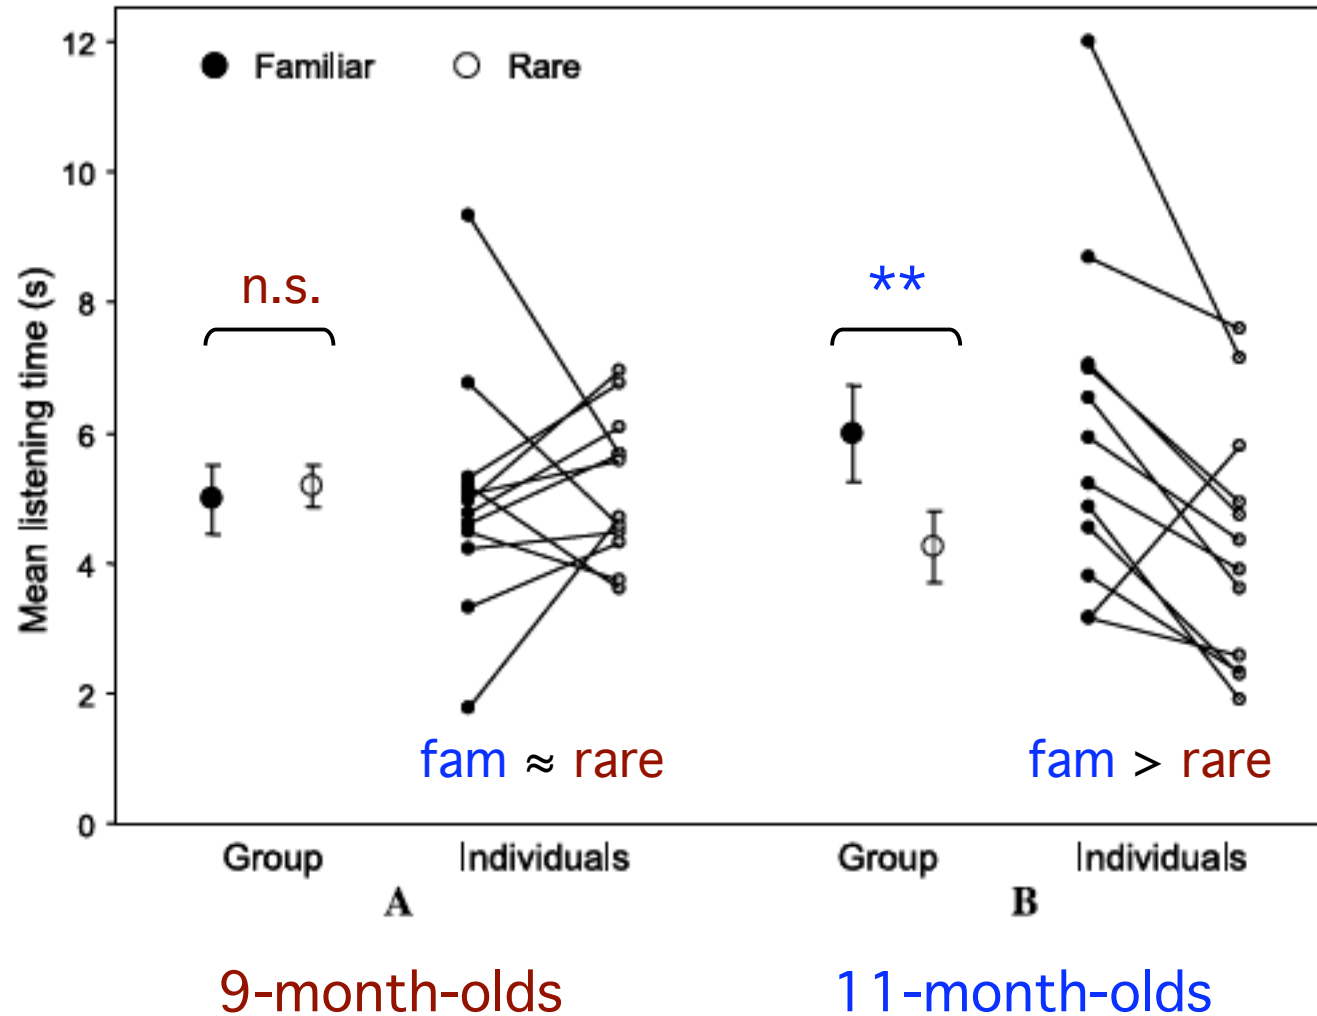 12
10
8
6
4
2
0
Mean listening time (s)
Familiar Rare
n.s.
**
fam ≈ rare
fam > rare
Group Individuals Group Individuals
A B
9-month-olds 11-month-olds